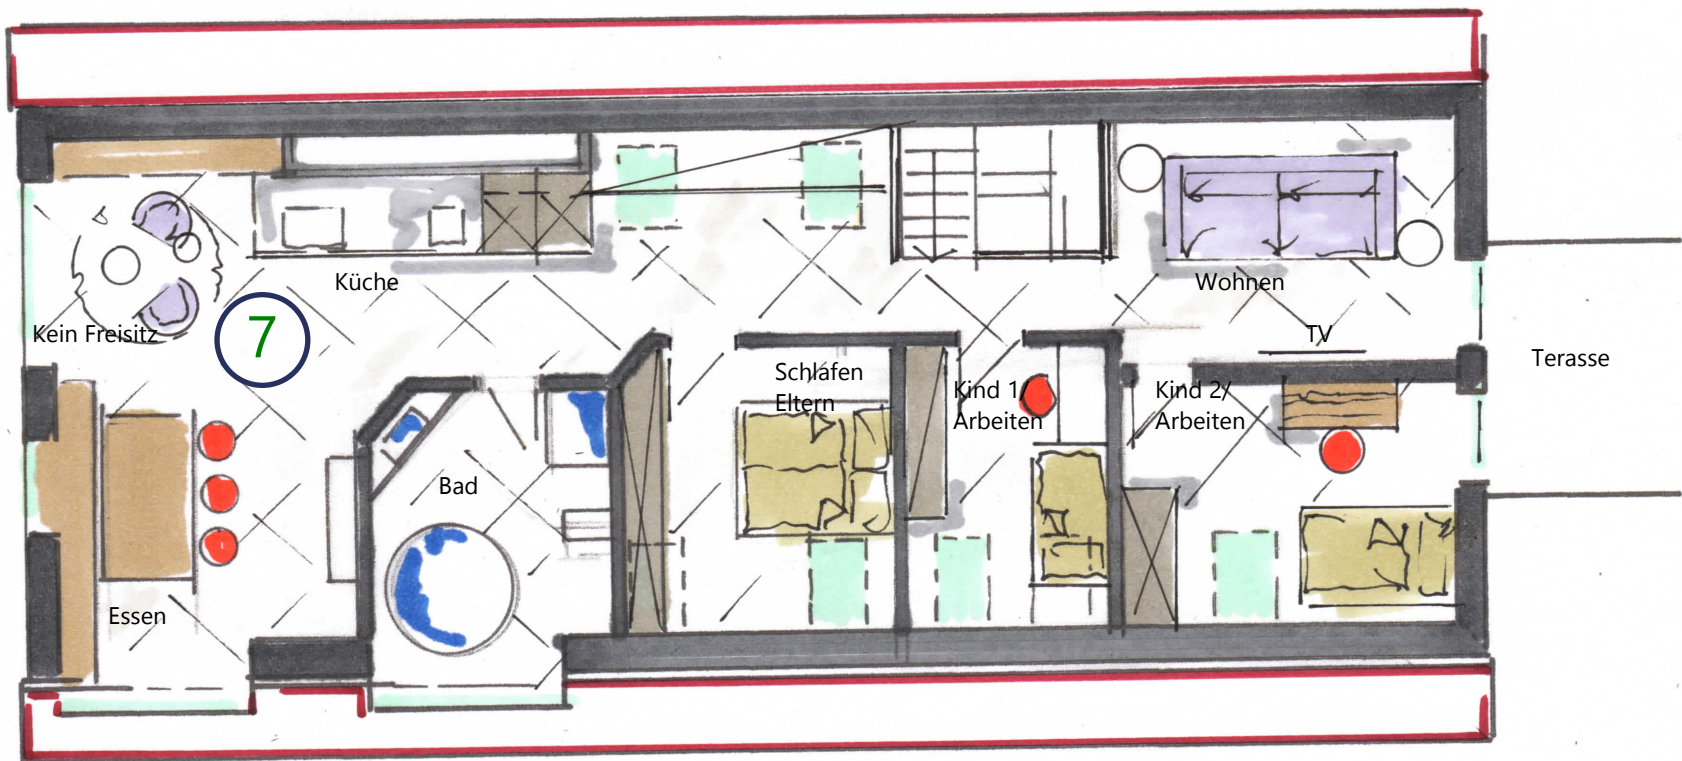 Küche
Wohnen
Kein Freisitz
7
TV
Terasse
Schlafen
Eltern
Kind 1/
Arbeiten
Kind 2/
Arbeiten
Bad
Essen